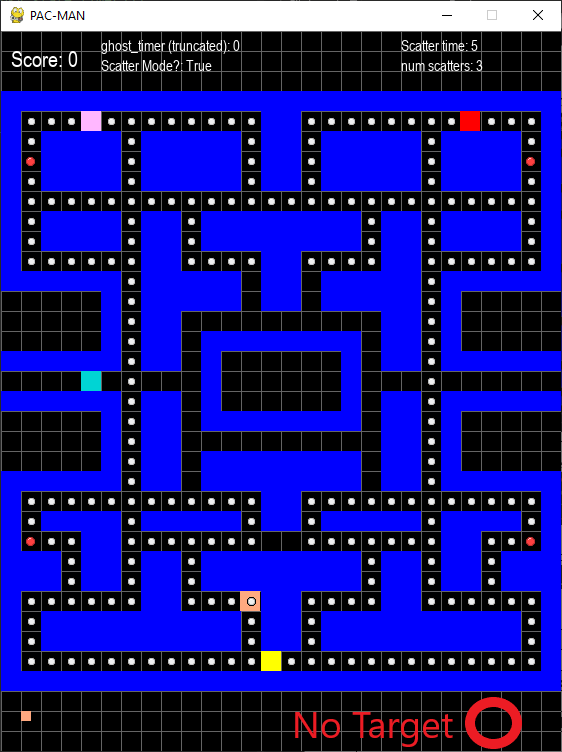 PAC-MAN
ghost_timer (truncated): 0
Scatter time: 5
Score: 0
Scatter Mode?: True
num scatters: 3
No Target